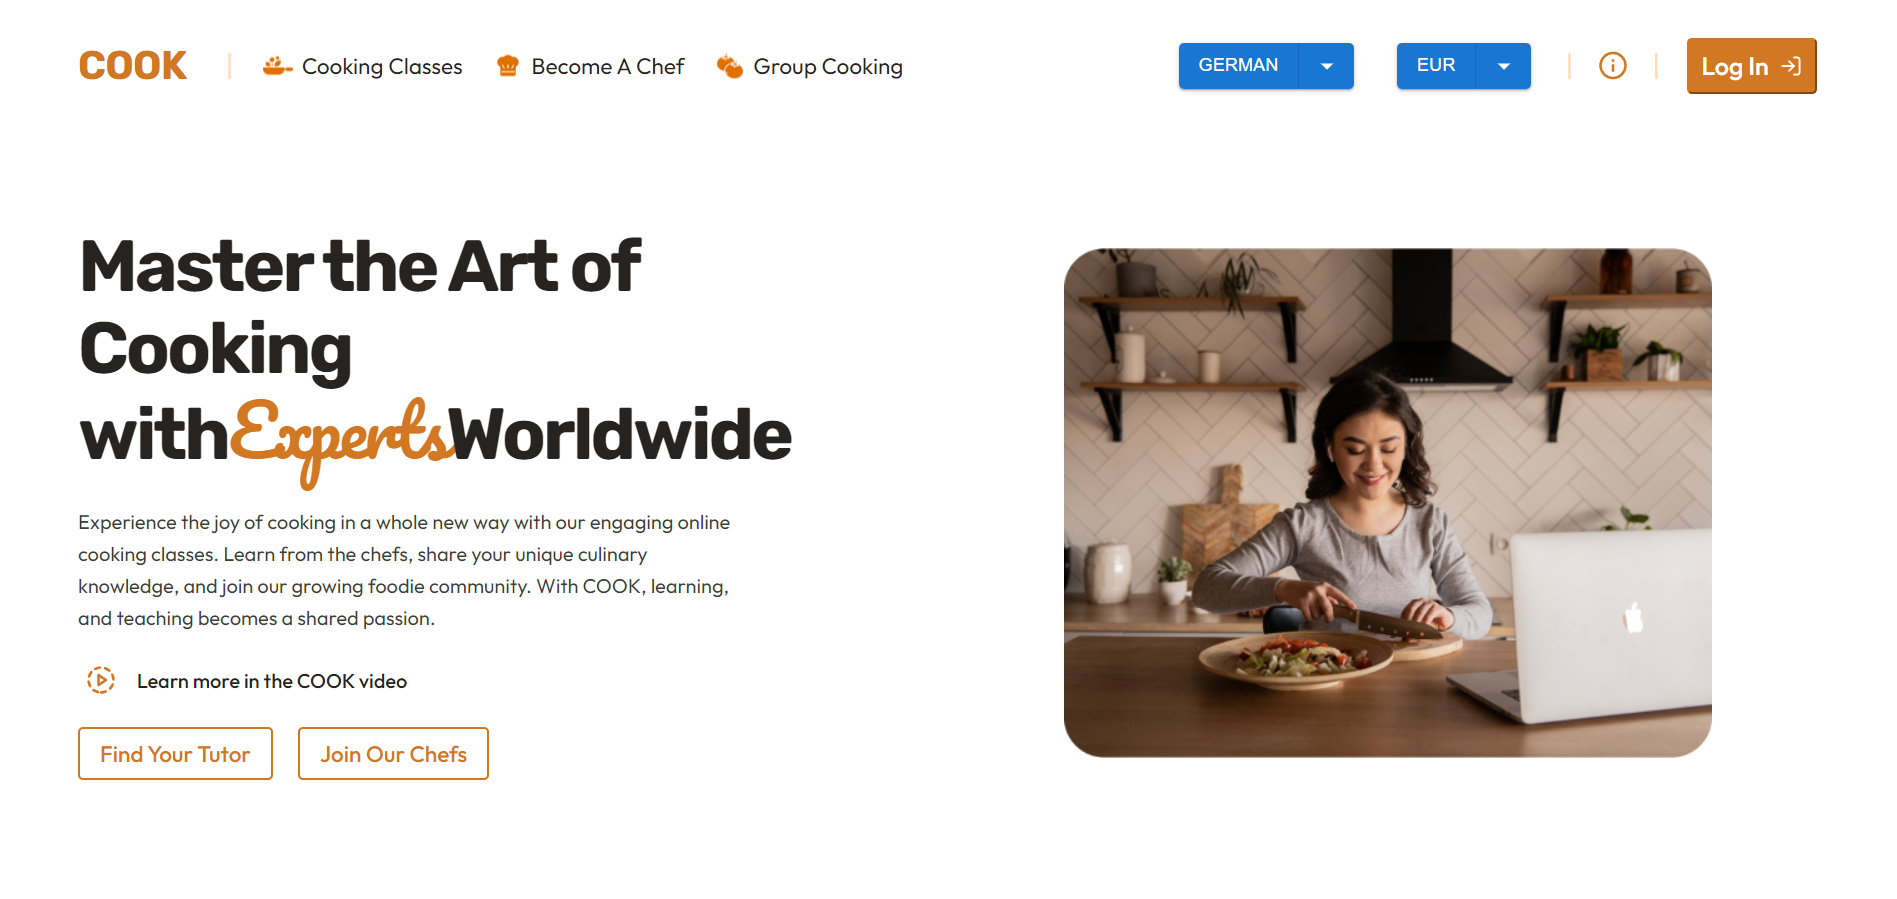 COOK
Cooking Classes
Become A Chef
Group Cooking
GERMAN
EUR
Log In
Master the Art of
Cooking
withExpertsWorldwide
Experience the joy of cooking in a whole new way with our engaging online
cooking classes. Learn from the chefs, share your unique culinary
knowledge, and join our growing foodie community. With COOK, learning,
and teaching becomes a shared passion.
Learn more in the COOK video
Find Your Tutor
Join Our Chefs